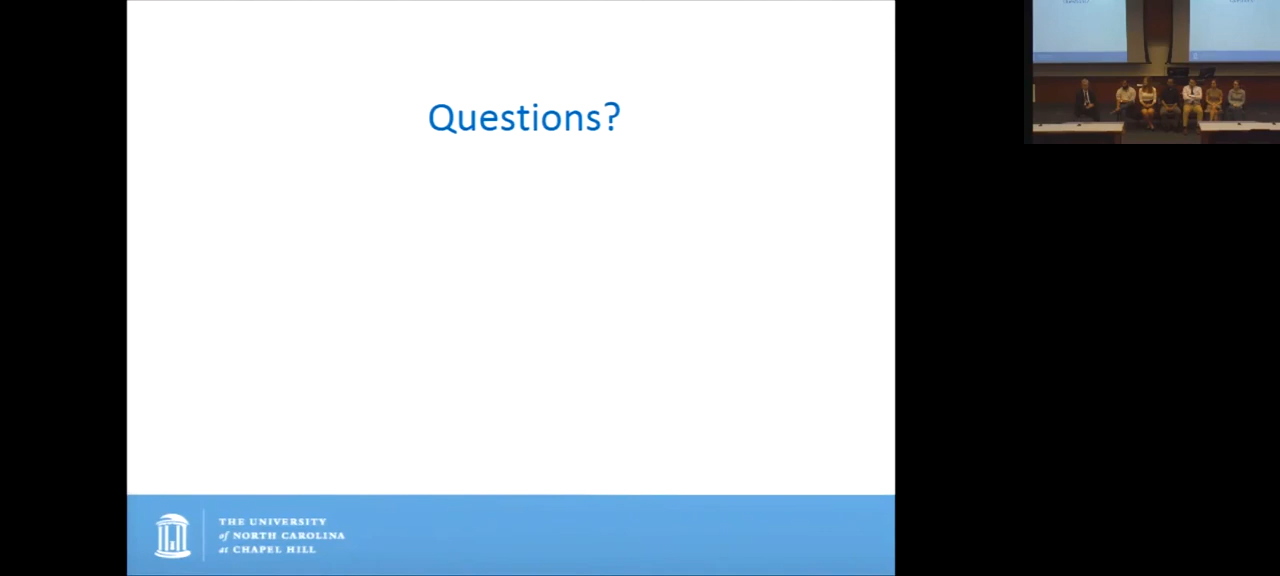 Questions?
THE UNIVERSITY
of NORTH CAROLINA
at CHAPEL HILL